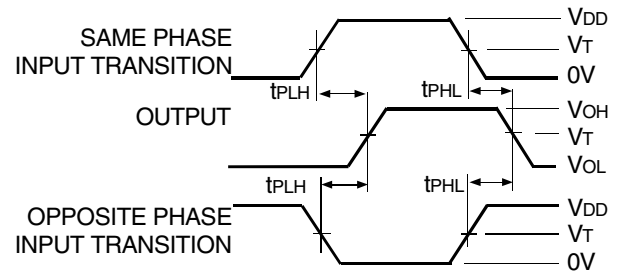 SAME PHASE
INPUT TRANSITION
VDD
VT
0V
tPLH
tPHL
OUTPUT
VOH
VT
VOL
tPLH
tPHL
OPPOSITE PHASE
INPUT TRANSITION
VDD
VT
0V